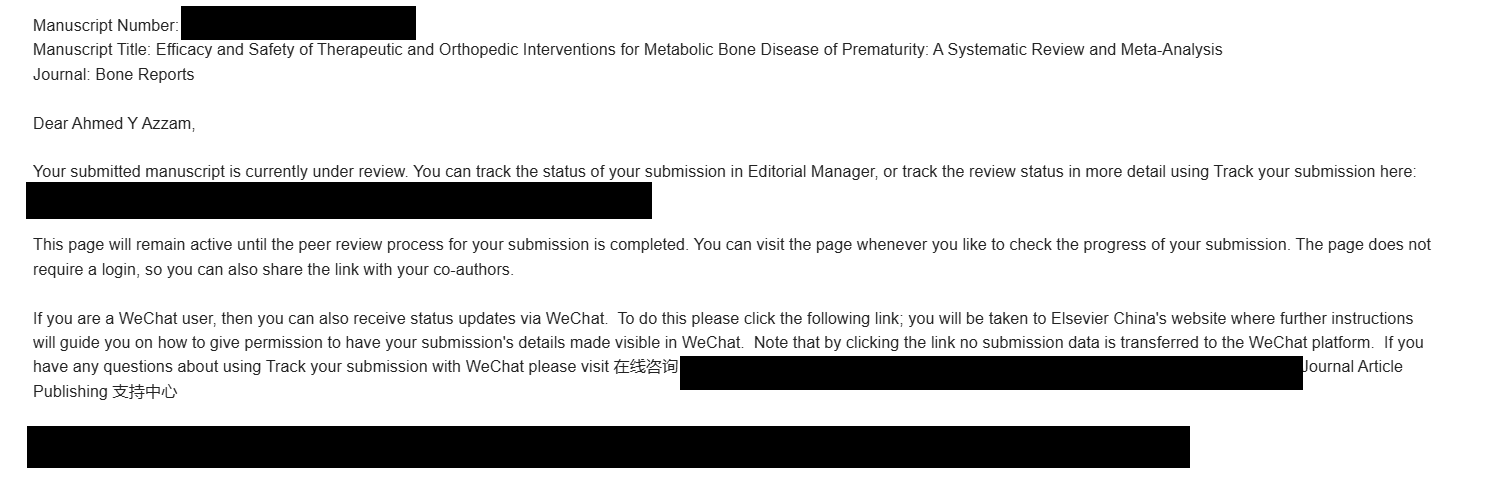 Manuscript Number:
Manuscript Title: Efficacy and Safety of Therapeutic and Orthopedic Interventions for Metabolic Bone Disease of Prematurity: A Systematic Review and Meta-Analysis
Journal: Bone Reports
Dear Ahmed Y Azzam,
Your submitted manuscript is currently under review. You can track the status of your submission in Editorial Manager, or track the review status in more detail using Track your submission here:
This page will remain active until the peer review process for your submission is completed. You can visit the page whenever you like to check the progress of your submission. The page does not
require a login, so you can also share the link with your co-authors.
If you are a WeChat user, then you can also receive status updates via WeChat.  To do this please click the following link; you will be taken to Elsevier China's website where further instructions
will guide you on how to give permission to have your submission's details made visible in WeChat.  Note that by clicking the link no submission data is transferred to the WeChat platform.  If you
have any questions about using Track your submission with WeChat please visit 在线咨询 Journal Article
Publishing 支持中心